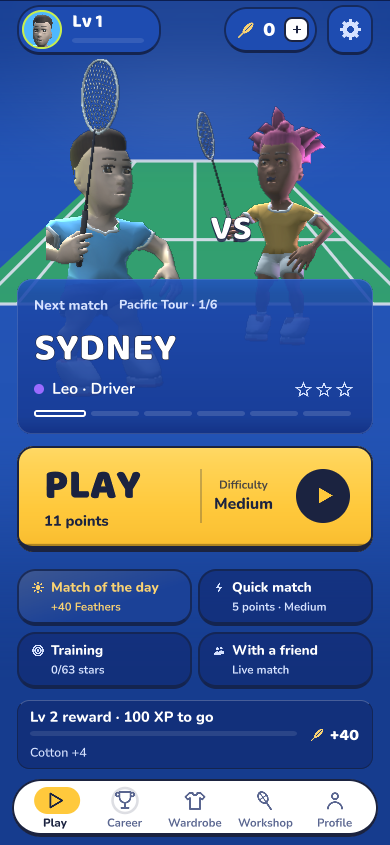 Lv 1
0
+
VS
Next match Pacific Tour · 1/6
SYDNEY
Leo · Driver
PLAY
11 points
Difficulty
Medium
Match of the day
+40 Feathers
Quick match
5 points · Medium
Training
0/63 stars
With a friend
Live match
Lv 2 reward · 100 XP to go
+40
Cotton +4
Play
Career
Wardrobe
Workshop
Profile